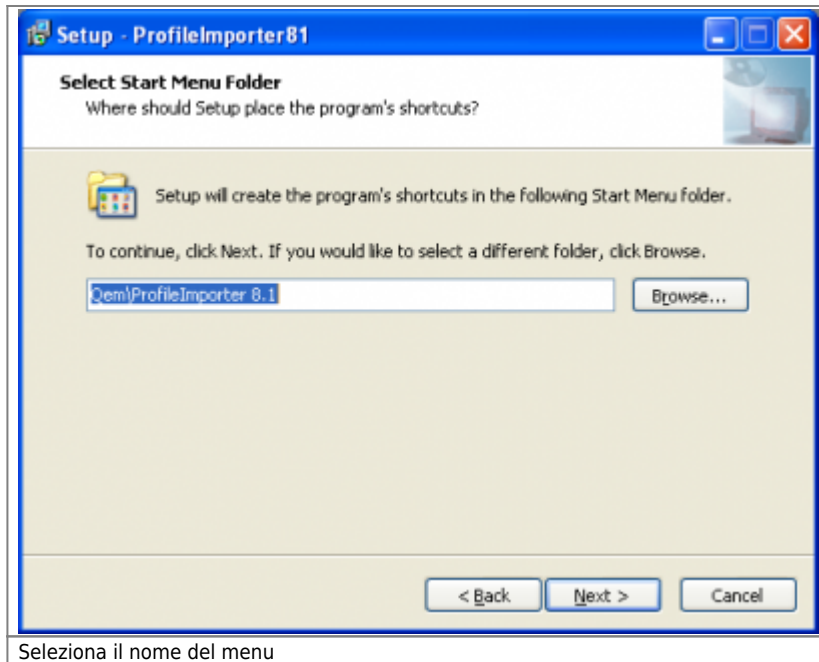 Setup - ProfileImporter81
Select Start Menu Folder
Where should Setup place the program's shortcuts?
Setup will create the program's shortcuts in the following Start Menu folder.
To continue, click Next. If you would like to select a different folder, click Browse.
Qem\ProfileImporter 8.1
Browse...
< Back
Next >
Cancel
Seleziona il nome del menu